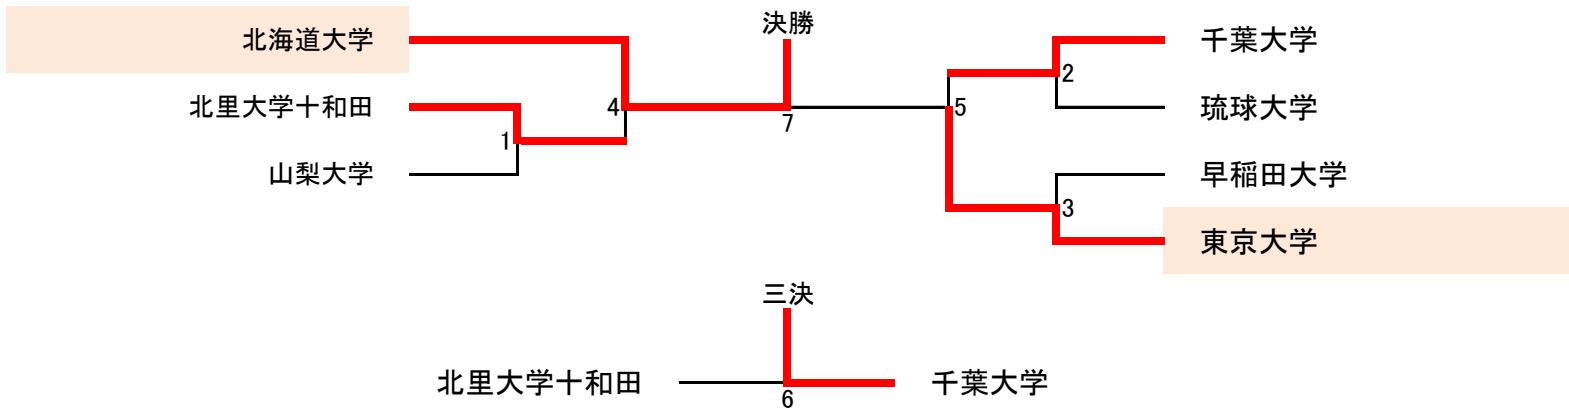 決勝
北海道大学
千葉大学
2
北里大学十和田
4
7
5
琉球大学
1
山梨大学
早稲田大学
3
東京大学
三決
北里大学十和田
6
千葉大学